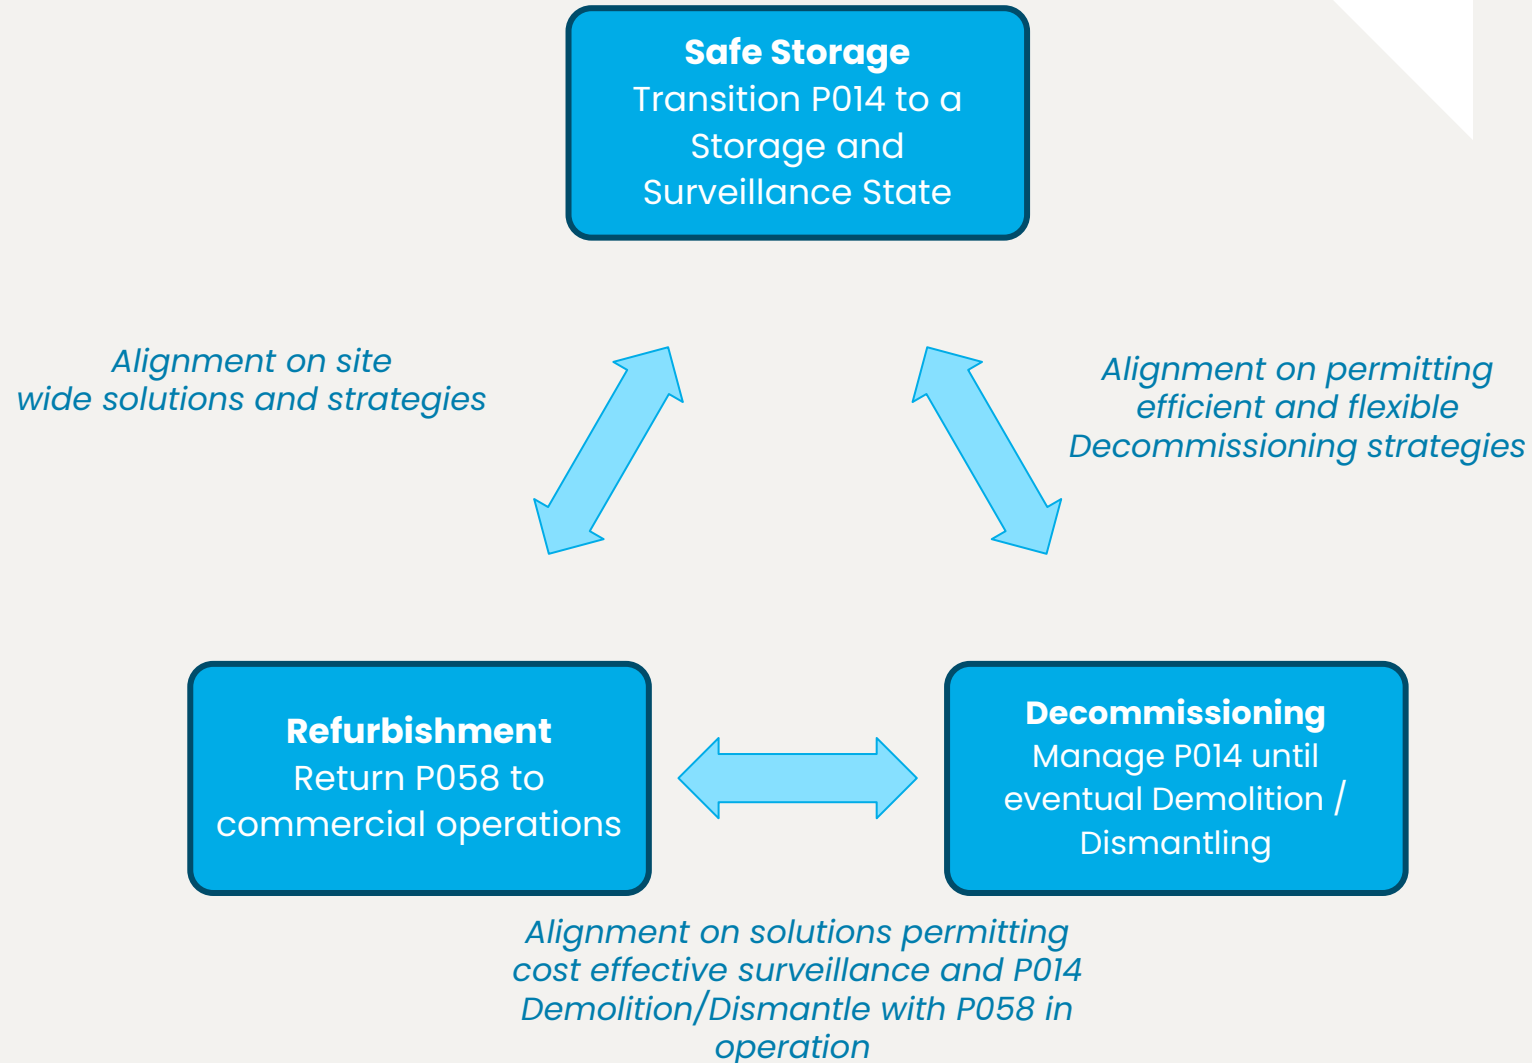 Safe Storage
Transition P014 to a
Storage and
Surveillance State
Alignment on site
wide solutions and strategies
Alignment on permitting
efficient and flexible
Decommissioning strategies
Refurbishment
Return P058 to
commercial operations
Decommissioning
Manage P014 until
eventual Demolition /
Dismantling
Alignment on solutions permitting
cost effective surveillance and P014
Demolition/Dismantle with P058 in
operation